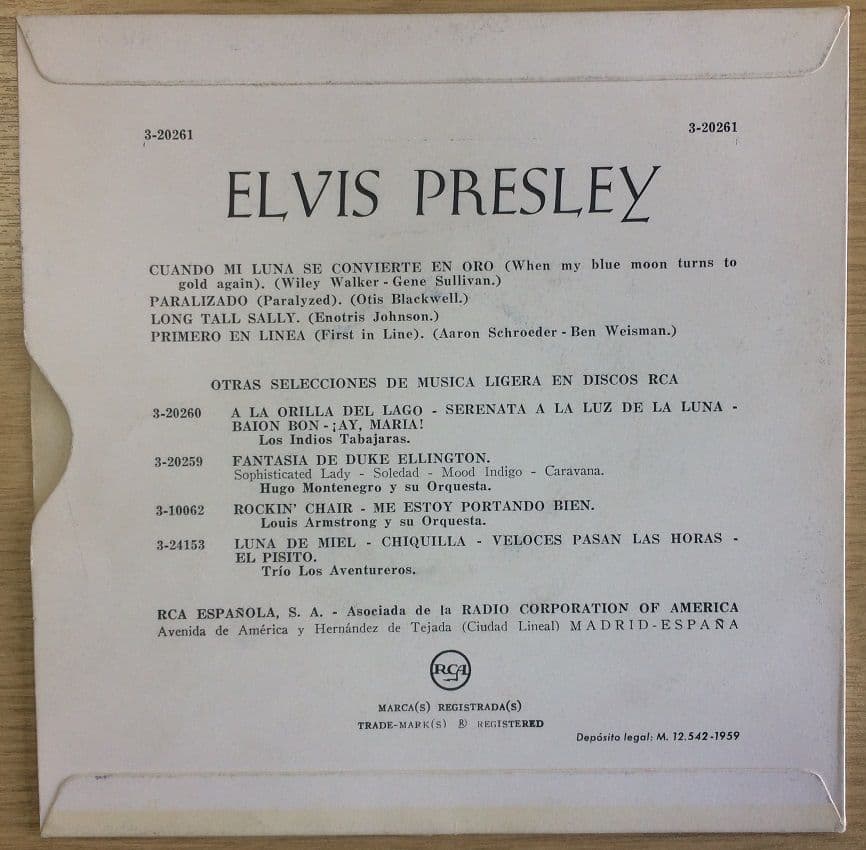 3-20261 3-20261
ELVIS PRESLEY
CUANDO MI LUNA SE CONVIERTE EN ORO (When my blue moon turns to
gold again). (Wiley Walker - Gene Sullivan.)
PARALIZADO (Paralyzed). (Otis Blackwell.)
LONG TALL SALLY. (Enotris Johnson.)
PRIMERO EN LINEA (First in Line). (Aaron Schroeder - Ben Weisman.)
OTRAS SELECCIONES DE MUSICA LIGERA EN DISCOS RCA
3-20260 A LA ORILLA DEL LAGO - SERENATA A LA LUZ DE LA LUNA -
BAION BON - ¡AY, MARIA!
Los Indios Tabajaras.
3-20259 FANTASIA DE DUKE ELLINGTON.
Sophisticated Lady - Soledad - Mood Indigo - Caravana.
Hugo Montenegro y su Orquesta.
3-10062 ROCKIN' CHAIR - ME ESTOY PORTANDO BIEN.
Louis Armstrong y su Orquesta.
3-24153 LUNA DE MIEL - CHIQUILLA - VELOCES PASAN LAS HORAS -
EL PISITO.
Trío Los Aventureros.
RCA ESPAÑOLA, S. A. - Asociada de la RADIO CORPORATION OF AMERICA
Avenida de América y Hernández de Tejada (Ciudad Lineal) MADRID-ESPAÑA
RCA
MARCA(S) REGISTRADA(S)
TRADE-MARK(S) ® REGISTERED
Depósito legal: M. 12.542-1959